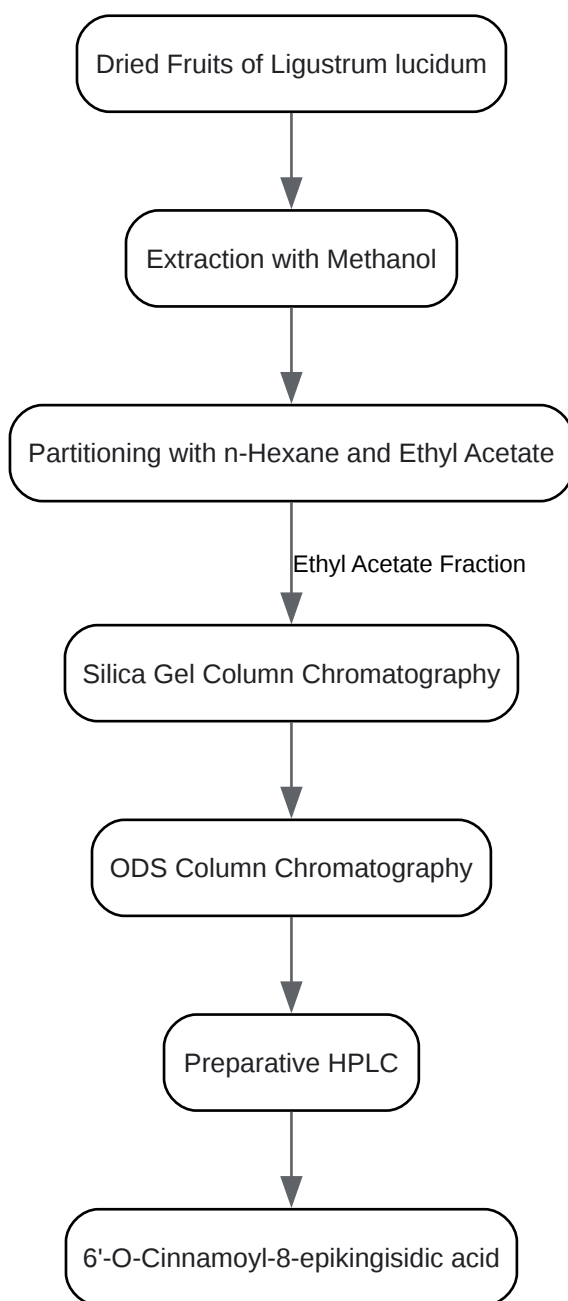 Dried Fruits of Ligustrum lucidum
Extraction with Methanol
Partitioning with n-Hexane and Ethyl Acetate
Ethyl Acetate Fraction
Silica Gel Column Chromatography
ODS Column Chromatography
Preparative HPLC
6'-O-Cinnamoyl-8-epikingisidic acid